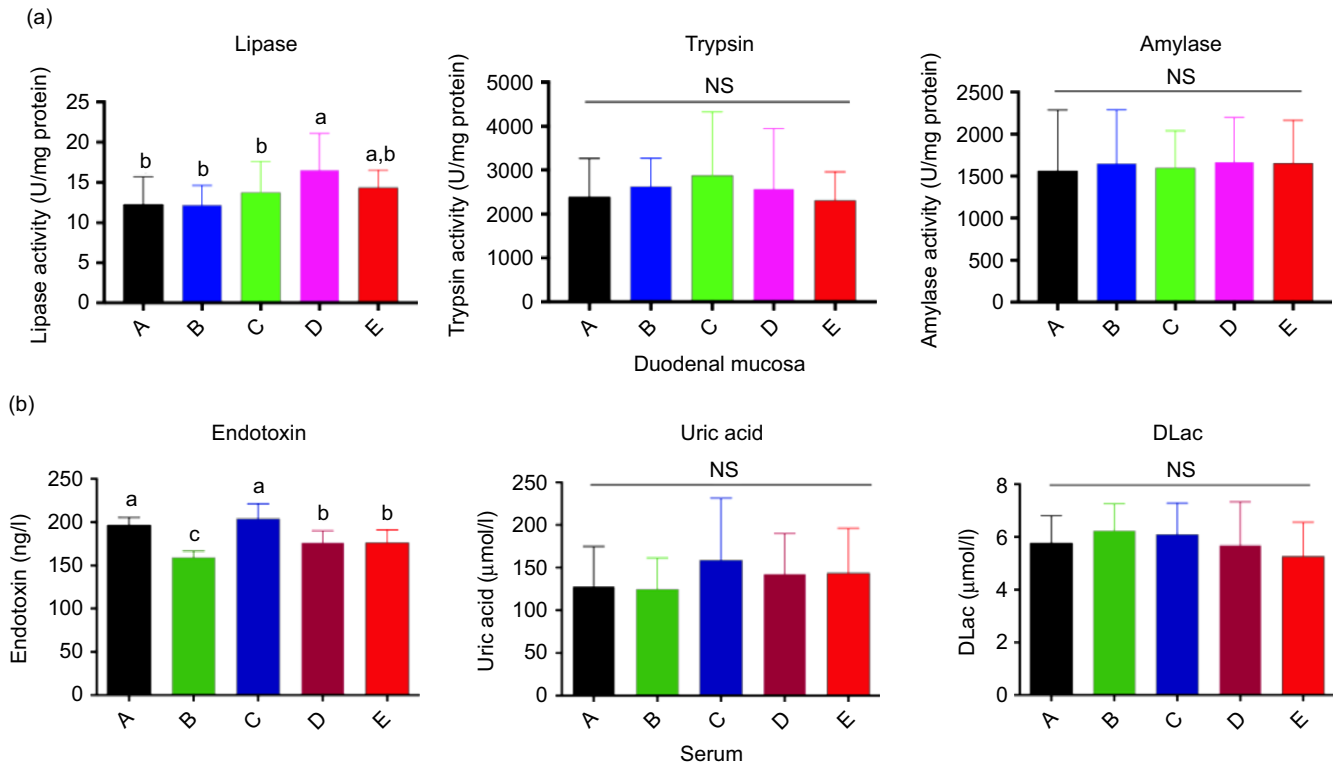 (a)
Lipase
Lipase activity (U/mg protein)
25
20
15
10
5
0
b
b
b
a
a,b
A
B
C
D
E
Trypsin
Trypsin activity (U/mg protein)
5000
4000
3000
2000
1000
0
NS
A
B
C
D
E
Duodenal mucosa
Amylase
Amylase activity (U/mg protein)
2500
2000
1500
1000
500
0
NS
A
B
C
D
E
(b)
Endotoxin
Endotoxin (ng/l)
250
200
150
100
50
0
a
c
a
b
b
A
B
C
D
E
Uric acid
Uric acid (μmol/l)
250
200
150
100
50
0
NS
A
B
C
D
E
Serum
DLac
DLac (μmol/l)
8
6
4
2
0
NS
A
B
C
D
E